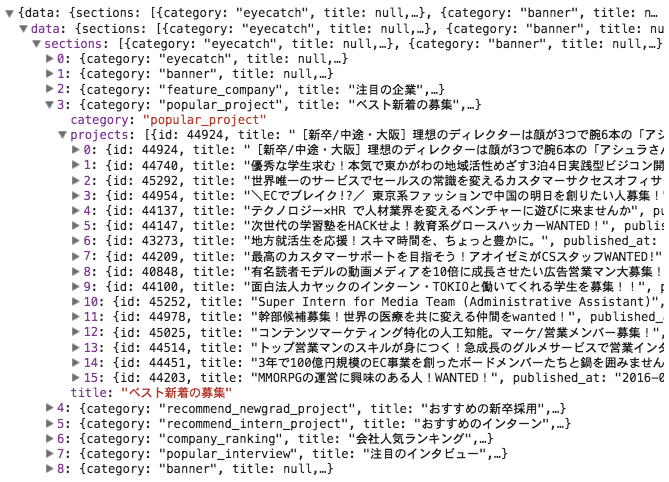 ▼{data: {sections: [{category: "eyecatch", title: null,…}, {category: "banner", title: n…
▼data: {sections: [{category: "eyecatch", title: null,…}, {category: "banner", title: nu
▼sections: [{category: "eyecatch", title: null,…}, {category: "banner", title: null,…}
▶0: {category: "eyecatch", title: null,…}
▶1: {category: "banner", title: null,…}
▶2: {category: "feature_company", title: "注目の企業",…}
▼3: {category: "popular_project", title: "ベスト新着の募集",…}
category: "popular_project"
▼projects: [{id: 44924, title: "［新卒/中途・大阪］理想のディレクターは顔が3つで腕6本の「アシュラ
▶0: {id: 44924, title: "［新卒/中途・大阪］理想のディレクターは顔が3つで腕6本の「アシュラさん
▶1: {id: 44740, title: "優秀な学生求む！本気で東かがわの地域活性めざす3泊4日実践型ビジコン開
▶2: {id: 45292, title: "世界唯一のサービスでセールスの常識を変えるカスタマーサクセスオフィサ
▶3: {id: 44954, title: "＼ECでブレイク!?／ 東京系ファッションで中国の明日を創りたい人募集！"
▶4: {id: 44137, title: "テクノロジー×HR で人材業界を変えるベンチャーに遊びに来ませんか", pu
▶5: {id: 44147, title: "次世代の学習塾をHACKせよ！教育系グロースハッカーWANTED！", publ
▶6: {id: 43273, title: "地方就活生を応援！スキマ時間を、ちょっと豊かに。", published_at:
▶7: {id: 44209, title: "最高のカスタマーサポートを目指そう！アオイゼミがCSスタッフWANTED!"
▶8: {id: 40848, title: "有名読者モデルの動画メディアを10倍に成長させたい広告営業マン大募集！
▶9: {id: 44100, title: "面白法人カヤックのインターン・TOKIOと働いてくれる学生を募集！！", p
▶10: {id: 45252, title: "Super Intern for Media Team (Administrative Assistant)",
▶11: {id: 44978, title: "幹部候補募集！世界の医療を共に変える仲間をwanted！", published_a
▶12: {id: 45025, title: "コンテンツマーケティング特化の人工知能。マーケ/営業メンバー募集！",
▶13: {id: 44514, title: "トップ営業マンのスキルが身につく！急成長のグルメサービスで営業インタ
▶14: {id: 44451, title: "3年で100億円規模のEC事業を創ったボードメンバーたちと鍋を囲みません
▶15: {id: 44203, title: "MMORPGの運営に興味のある人！WANTED！", published_at: "2016-0
title: "ベスト新着の募集"
▶4: {category: "recommend_newgrad_project", title: "おすすめの新卒採用",…}
▶5: {category: "recommend_intern_project", title: "おすすめのインターン",…}
▶6: {category: "company_ranking", title: "会社人気ランキング",…}
▶7: {category: "popular_interview", title: "注目のインタビュー",…}
▶8: {category: "banner", title: null,…}